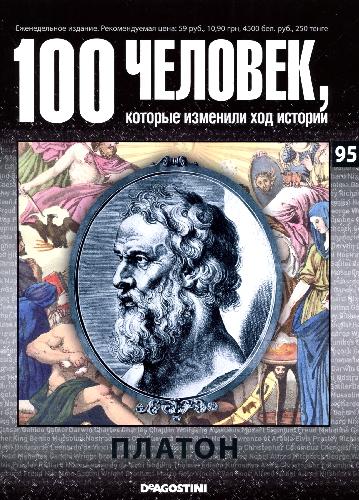 Еженедельное издание. Рекомендуемая цена: 59 руб., 10,90 грн, 4500 бел. руб., 250 тенге
100 ЧЕЛОВЕК,
которые изменили ход истории
95
ПЛАТОН
DEAGOSTINI